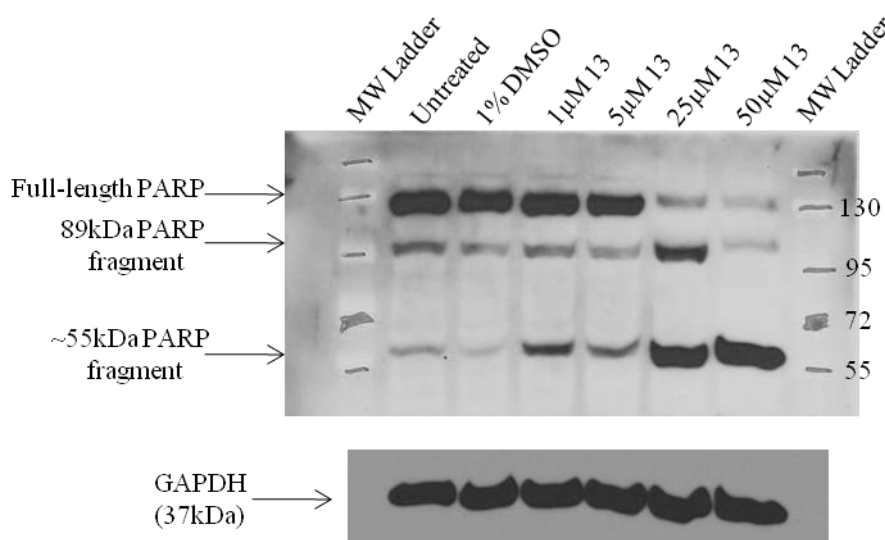 MW Ladder
Untreated
1% DMSO
1µM 13
5µM 13
25µM 13
50µM 13
MW Ladder
Full-length PARP
89kDa PARP
fragment
~55kDa PARP
fragment
130
95
72
55
GAPDH
(37kDa)